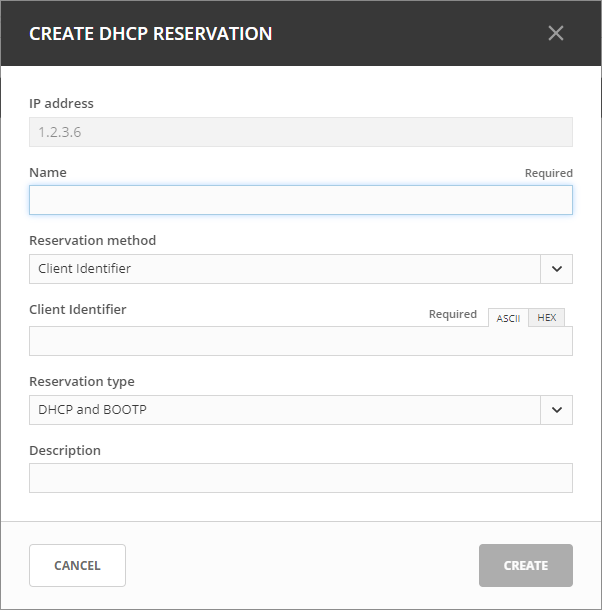 CREATE DHCP RESERVATION
IP address
1.2.3.6
Name Required
Reservation method
Client Identifier
Client Identifier Required ASCII HEX
Reservation type
DHCP and BOOTP
Description
CANCEL CREATE